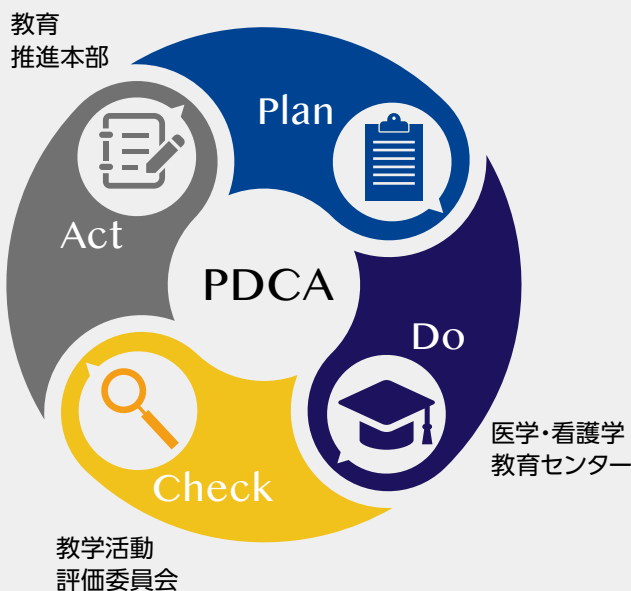 教育
推進本部
Plan
Act
PDCA
Do
医学・看護学
教育センター
Check
教学活動
評価委員会